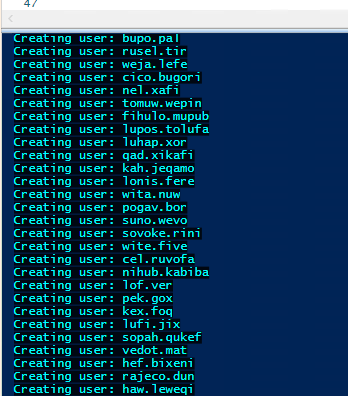 47
Creating user: bupo.pal
Creating user: rusel.tir
Creating user: weja.lefe
Creating user: cico.bugori
Creating user: nel.xafi
Creating user: tomuw.wepin
Creating user: fihulo.mupub
Creating user: lupos.tolufa
Creating user: luhap.xor
Creating user: qad.xikafi
Creating user: kah.jeqamo
Creating user: lonis.fere
Creating user: wita.nuw
Creating user: pogav.bor
Creating user: suno.wevo
Creating user: sovoke.rini
Creating user: wite.five
Creating user: cel.ruvofa
Creating user: nihub.kabiba
Creating user: lof.ver
Creating user: pek.gox
Creating user: kex.foq
Creating user: lufi.jix
Creating user: sopah.qukef
Creating user: vedot.mat
Creating user: hef.bixeni
Creating user: rajeco.dun
Creating user: haw.leweqi